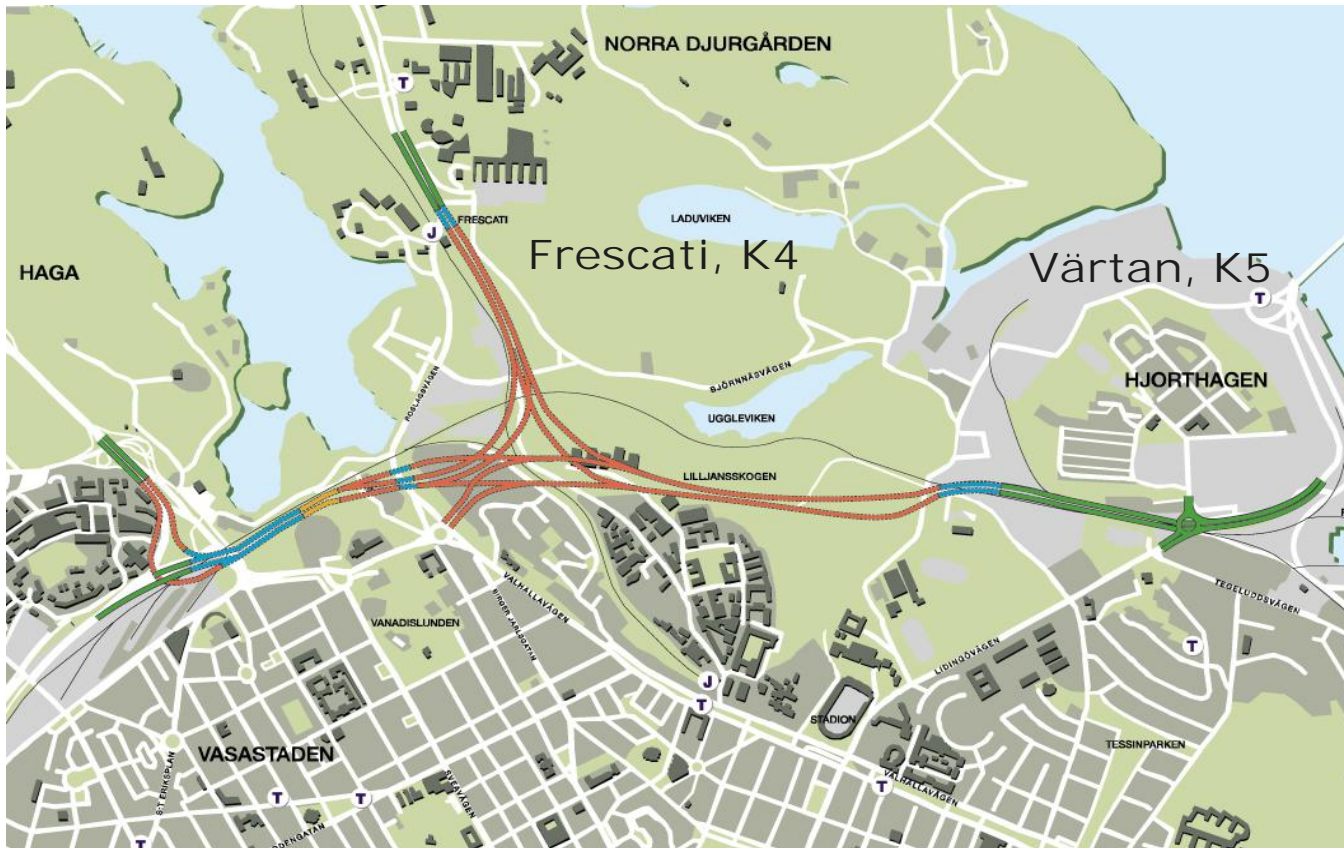 NORRA DJURGÅRDEN
T
FRESCATI
LADUVIKEN
J
Frescati, K4
Värtan, K5
HAGA
T
ROSLAGSVÄGEN
BJÖRNNÄSVÄGEN
HJORTHAGEN
UGGLEVIKEN
LILLJANSSKOGEN
VALHALLAVÄGEN
BIRGER JARLSGATAN
VANADISLUNDEN
TEGELUDDSVÄGEN
LIDINGÖVÄGEN
T
J
T
STADION
TESSINPARKEN
VASASTADEN
S:T ERIKSPLAN
SVEAVÄGEN
VALHALLAVÄGEN
T
T
T
T